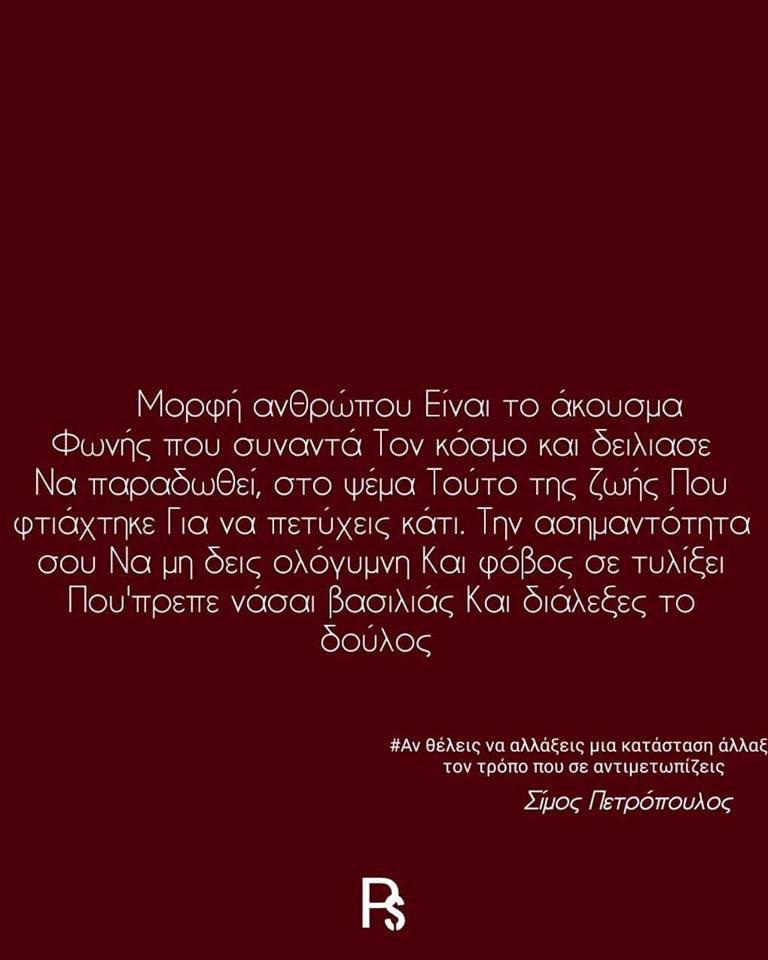 Μορφή ανθρώπου Είναι το άκουσμα
Φωνής που συναντά Τον κόσμο και δειλιασε
Να παραδωθεί, στο ψέμα Τούτο της ζωής Που
φτιάχτηκε Για να πετύχεις κάτι. Την ασημαντότητα
σου Να μη δεις ολόγυμνη Και φόβος σε τυλίξει
Που'πρεπε νάσαι βασιλιάς Και διάλεξες το
δούλος
#Αν θέλεις να αλλάξεις μια κατάσταση άλλαξ
τον τρόπο που σε αντιμετωπίζεις
Σίμος Πετρόπουλος
Ps